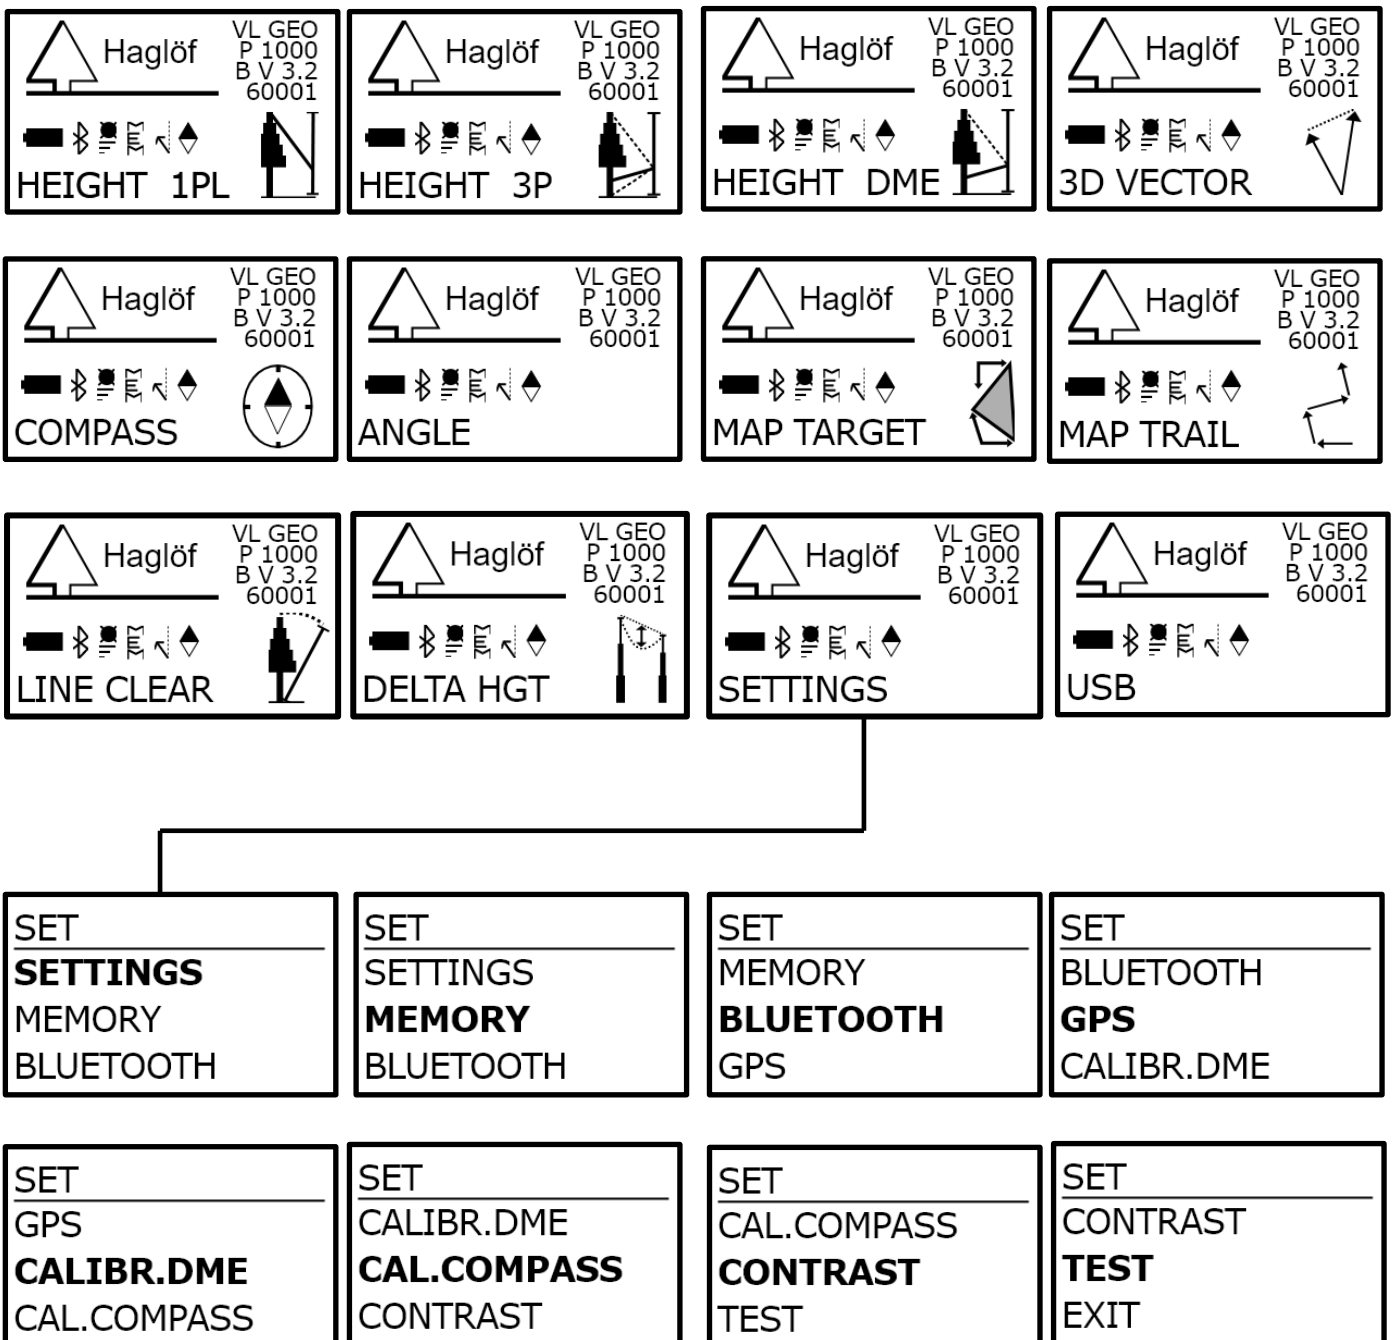 Haglöf
VL GEO
P 1000
B V 3.2
60001
HEIGHT 1PL
Haglöf
VL GEO
P 1000
B V 3.2
60001
HEIGHT 3P
Haglöf
VL GEO
P 1000
B V 3.2
60001
HEIGHT DME
Haglöf
VL GEO
P 1000
B V 3.2
60001
3D VECTOR
Haglöf
VL GEO
P 1000
B V 3.2
60001
COMPASS
Haglöf
VL GEO
P 1000
B V 3.2
60001
ANGLE
Haglöf
VL GEO
P 1000
B V 3.2
60001
MAP TARGET
Haglöf
VL GEO
P 1000
B V 3.2
60001
MAP TRAIL
Haglöf
VL GEO
P 1000
B V 3.2
60001
LINE CLEAR
Haglöf
VL GEO
P 1000
B V 3.2
60001
DELTA HGT
Haglöf
VL GEO
P 1000
B V 3.2
60001
SETTINGS
Haglöf
VL GEO
P 1000
B V 3.2
60001
USB
SET
SETTINGS
MEMORY
BLUETOOTH
SET
SETTINGS
MEMORY
BLUETOOTH
SET
MEMORY
BLUETOOTH
GPS
SET
BLUETOOTH
GPS
CALIBR.DME
SET
GPS
CALIBR.DME
CAL.COMPASS
SET
CALIBR.DME
CAL.COMPASS
CONTRAST
SET
CAL.COMPASS
CONTRAST
TEST
SET
CONTRAST
TEST
EXIT